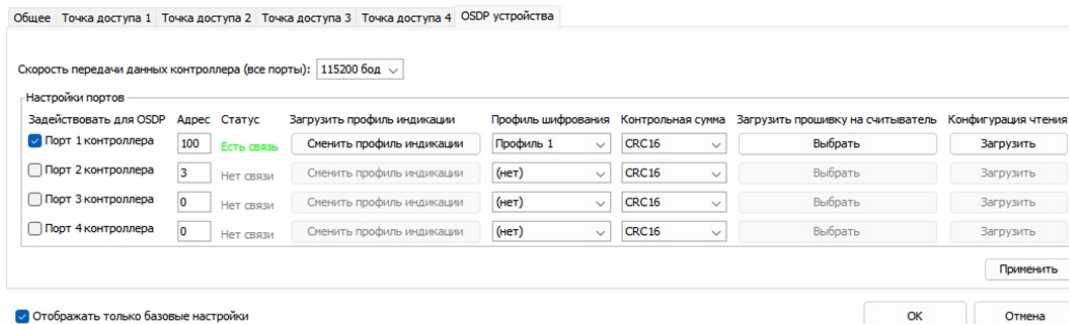 Общее Точка доступа 1 Точка доступа 2 Точка доступа 3 Точка доступа 4 OSDP устройства
Скорость передачи данных контроллера (все порты): 115200 бод
Настройки портов
Задействовать для OSDP Адрес Статус Загрузить профиль индикации Профиль шифрования Контрольная сумма Загрузить прошивку на считыватель Конфигурация чтения
Порт 1 контроллера 100 Есть связь Сменить профиль индикации Профиль 1 CRC16 Выбрать Загрузить
Порт 2 контроллера 3 Нет связи Сменить профиль индикации (нет) CRC16 Выбрать Загрузить
Порт 3 контроллера 0 Нет связи Сменить профиль индикации (нет) CRC16 Выбрать Загрузить
Порт 4 контроллера 0 Нет связи Сменить профиль индикации (нет) CRC16 Выбрать Загрузить
Применить
Отображать только базовые настройки ОК Отмена